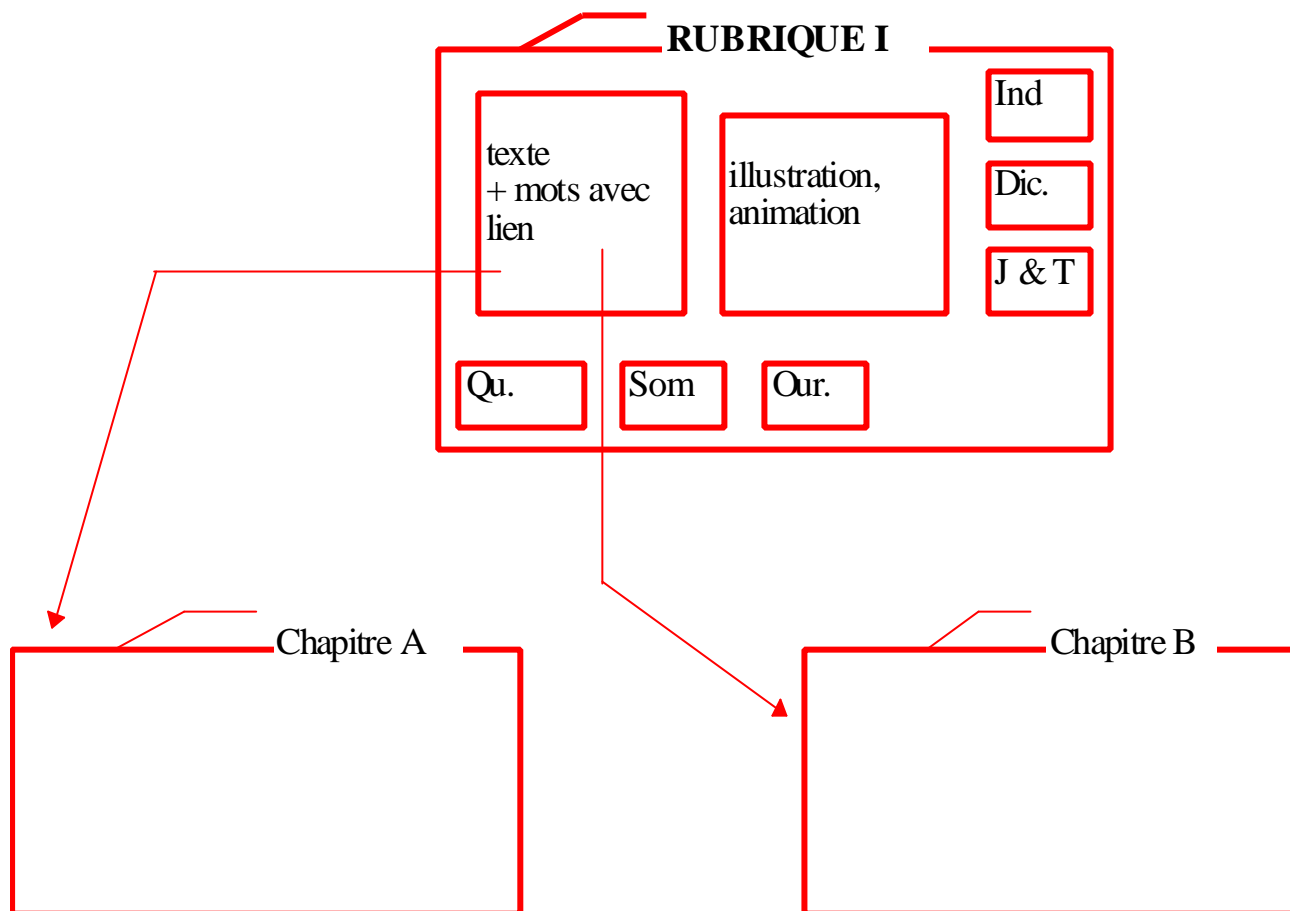 RUBRIQUE I
texte
+ mots avec
lien
illustration,
animation
Ind
Dic.
J & T
Qu.
Som
Our.
Chapitre A
Chapitre B